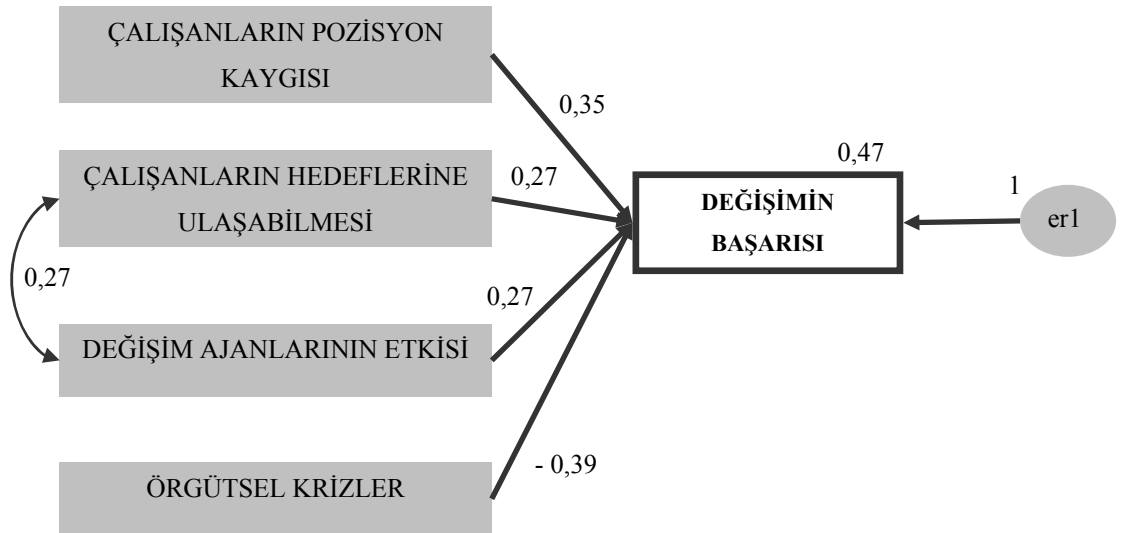 ÇALIŞANLARIN POZİSYON
KAYGISI
0,35
ÇALIŞANLARIN HEDEFLERİNE
ULAŞABİLMESİ
0,27
0,47
DEĞİŞİMİN
BAŞARISI
1
er1
0,27
DEĞİŞİM AJANLARININ ETKİSİ
0,27
ÖRGÜTSEL KRİZLER
- 0,39